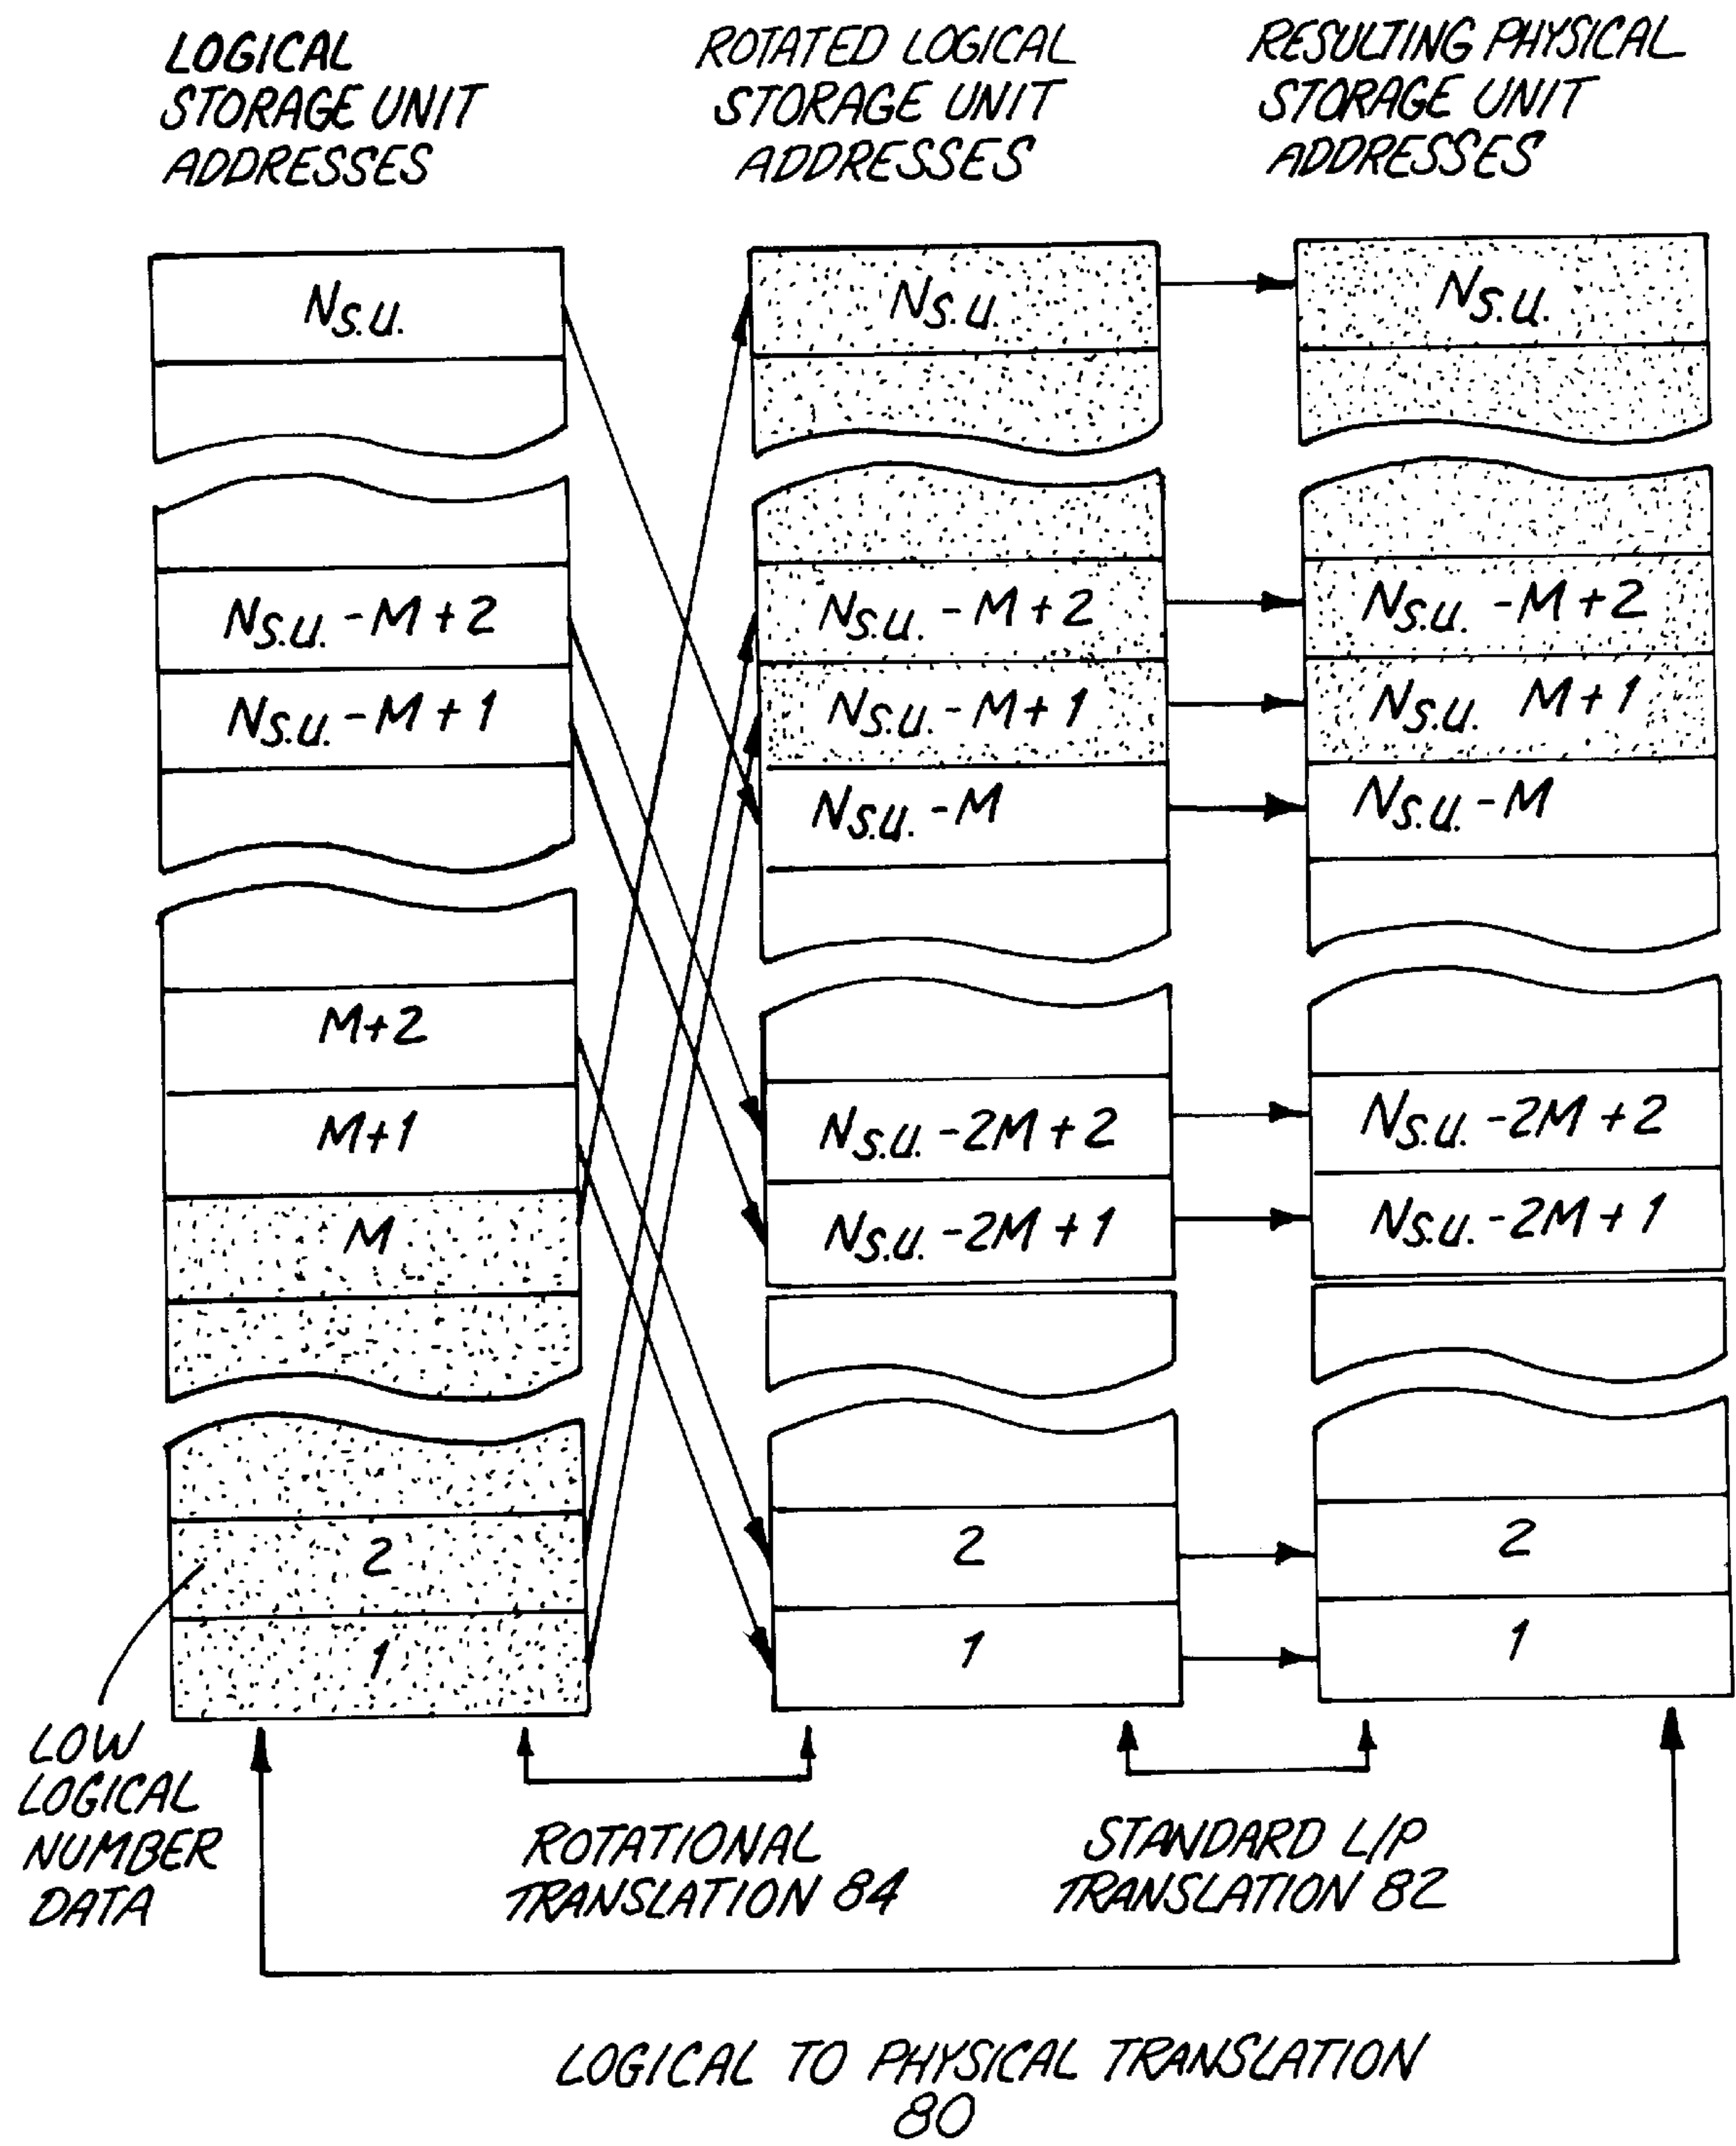 LOGICAL
STORAGE UNIT
ADDRESSES
ROTATED LOGICAL
STORAGE UNIT
ADDRESSES
RESULTING PHYSICAL
STORAGE UNIT
ADDRESSES
NS.U.
NS.U.-M+2
NS.U.-M+1
M+2
M+1
M
2
1
NS.U.
NS.U.-M+2
NS.U.-M+1
NS.U.-M
NS.U.-2M+2
NS.U.-2M+1
2
1
NS.U.
NS.U.-M+2
NS.U. M+1
NS.U.-M
NS.U.-2M+2
NS.U.-2M+1
2
1
LOW
LOGICAL
NUMBER
DATA
ROTATIONAL
TRANSLATION 84
STANDARD L/P
TRANSLATION 82
LOGICAL TO PHYSICAL TRANSLATION
80